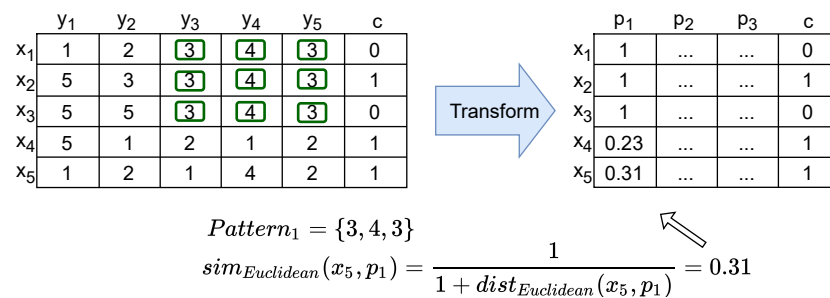 y₁ y₂ y₃ y₄ y₅ c
x₁ 1 2 3 4 3 0
x₂ 5 3 3 4 3 1
x₃ 5 5 3 4 3 0
x₄ 5 1 2 1 2 1
x₅ 1 2 1 4 2 1
Transform
p₁ p₂ p₃ c
x₁ 1 ... ... 0
x₂ 1 ... ... 1
x₃ 1 ... ... 0
x₄ 0.23 ... ... 1
x₅ 0.31 ... ... 1
Pattern₁ = {3, 4, 3}
sim_Euclidean(x₅, p₁) = 1 / (1 + dist_Euclidean(x₅, p₁)) = 0.31